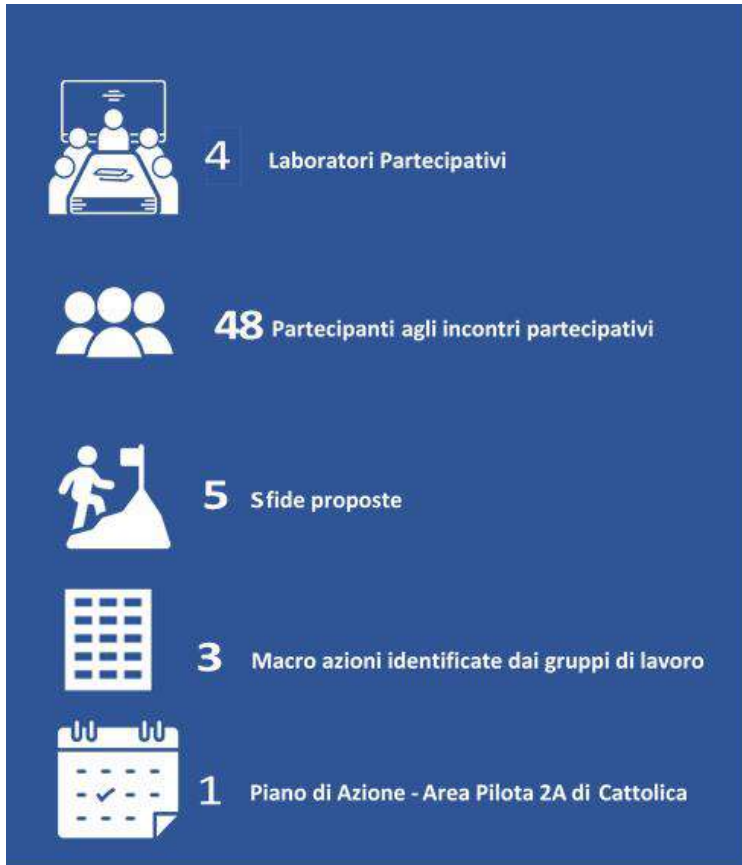 4 Laboratori Partecipativi
48 Partecipanti agli incontri partecipativi
5 Sfide proposte
3 Macro azioni identificate dai gruppi di lavoro
1 Piano di Azione - Area Pilota 2A di Cattolica